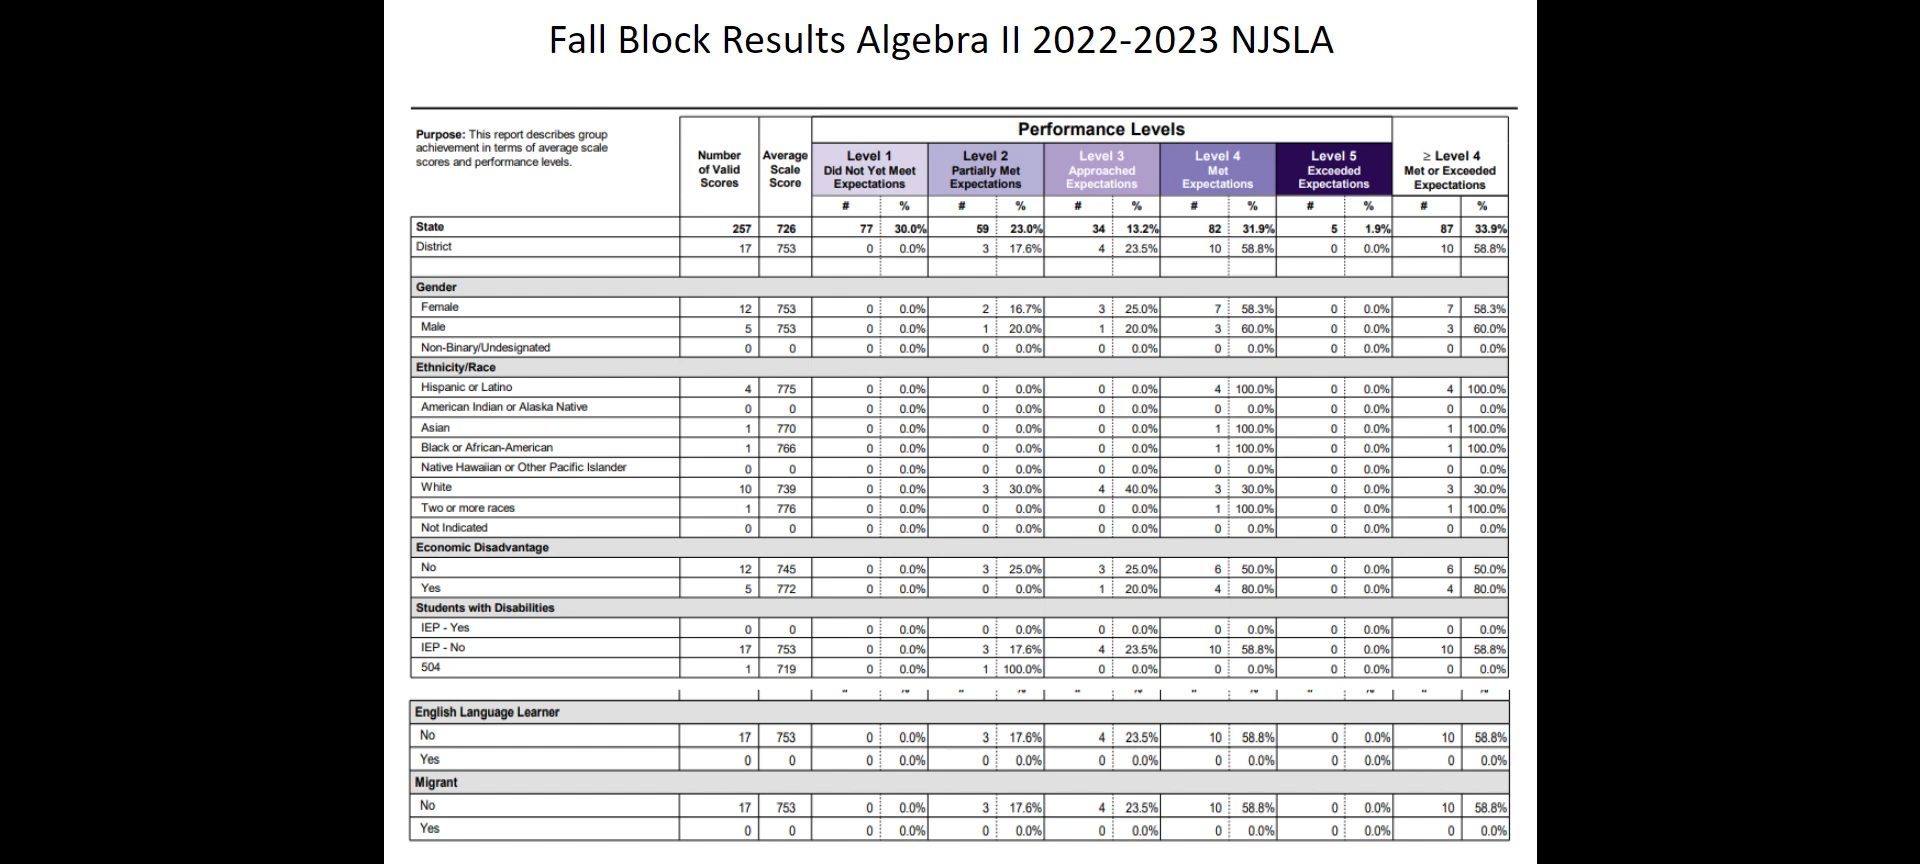 Fall Block Results Algebra II 2022-2023 NJSLA
Purpose: This report describes group
achievement in terms of average scale
scores and performance levels.
Number
of Valid
Scores
Average
Scale
Score
Performance Levels
Level 1
Did Not Yet Meet
Expectations
Level 2
Partially Met
Expectations
Level 3
Approached
Expectations
Level 4
Met
Expectations
Level 5
Exceeded
Expectations
≥ Level 4
Met or Exceeded
Expectations
# % # % # % # % # % # %
State 257 726 77 30.0% 59 23.0% 34 13.2% 82 31.9% 5 1.9% 87 33.9%
District 17 753 0 0.0% 3 17.6% 4 23.5% 10 58.8% 0 0.0% 10 58.8%
Gender
Female 12 753 0 0.0% 2 16.7% 3 25.0% 7 58.3% 0 0.0% 7 58.3%
Male 5 753 0 0.0% 1 20.0% 1 20.0% 3 60.0% 0 0.0% 3 60.0%
Non-Binary/Undesignated 0 0 0 0.0% 0 0.0% 0 0.0% 0 0.0% 0 0.0% 0 0.0%
Ethnicity/Race
Hispanic or Latino 4 775 0 0.0% 0 0.0% 0 0.0% 4 100.0% 0 0.0% 4 100.0%
American Indian or Alaska Native 0 0 0 0.0% 0 0.0% 0 0.0% 0 0.0% 0 0.0% 0 0.0%
Asian 1 770 0 0.0% 0 0.0% 0 0.0% 1 100.0% 0 0.0% 1 100.0%
Black or African-American 1 766 0 0.0% 0 0.0% 0 0.0% 1 100.0% 0 0.0% 1 100.0%
Native Hawaiian or Other Pacific Islander 0 0 0 0.0% 0 0.0% 0 0.0% 0 0.0% 0 0.0% 0 0.0%
White 10 739 0 0.0% 3 30.0% 4 40.0% 3 30.0% 0 0.0% 3 30.0%
Two or more races 1 776 0 0.0% 0 0.0% 0 0.0% 1 100.0% 0 0.0% 1 100.0%
Not Indicated 0 0 0 0.0% 0 0.0% 0 0.0% 0 0.0% 0 0.0% 0 0.0%
Economic Disadvantage
No 12 745 0 0.0% 3 25.0% 3 25.0% 6 50.0% 0 0.0% 6 50.0%
Yes 5 772 0 0.0% 0 0.0% 1 20.0% 4 80.0% 0 0.0% 4 80.0%
Students with Disabilities
IEP - Yes 0 0 0 0.0% 0 0.0% 0 0.0% 0 0.0% 0 0.0% 0 0.0%
IEP - No 17 753 0 0.0% 3 17.6% 4 23.5% 10 58.8% 0 0.0% 10 58.8%
504 1 719 0 0.0% 1 100.0% 0 0.0% 0 0.0% 0 0.0% 0 0.0%
English Language Learner
No 17 753 0 0.0% 3 17.6% 4 23.5% 10 58.8% 0 0.0% 10 58.8%
Yes 0 0 0 0.0% 0 0.0% 0 0.0% 0 0.0% 0 0.0% 0 0.0%
Migrant
No 17 753 0 0.0% 3 17.6% 4 23.5% 10 58.8% 0 0.0% 10 58.8%
Yes 0 0 0 0.0% 0 0.0% 0 0.0% 0 0.0% 0 0.0% 0 0.0%